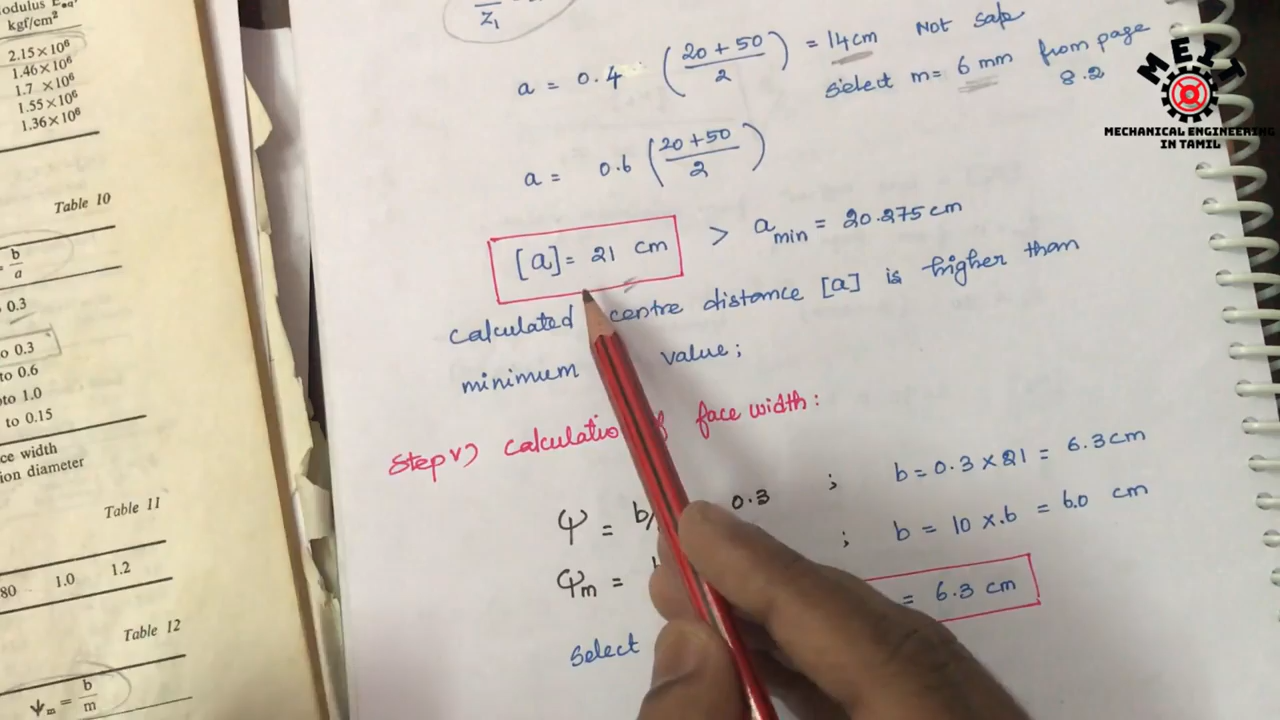 odulus E
kgf/cm²
2.15×10⁶
1.46×10⁶
1.7 ×10⁶
1.55×10⁶
1.36×10⁶
Table 10
b/a
0.3
o 0.3
to 0.6
pto 1.0
to 0.15
ce width
ion diameter
Table 11
80 1.0 1.2
Table 12
ψm = b/m
Z₁
a = 0.4 (20 + 50 / 2) = 14cm Not safe
select m = 6 mm from page 8.2
a = 0.6 (20 + 50 / 2)
[a] = 21 cm > a min = 20.275 cm
calculated centre distance [a] is higher than
minimum value;
Step V) calculatio f face width:
ψ = b/ 0.3 ; b = 0.3 × 21 = 6.3 cm
ψm = ; b = 10 × .6 = 6.0 cm
select = 6.3 cm
MEIT
MECHANICAL ENGINEERING
IN TAMIL